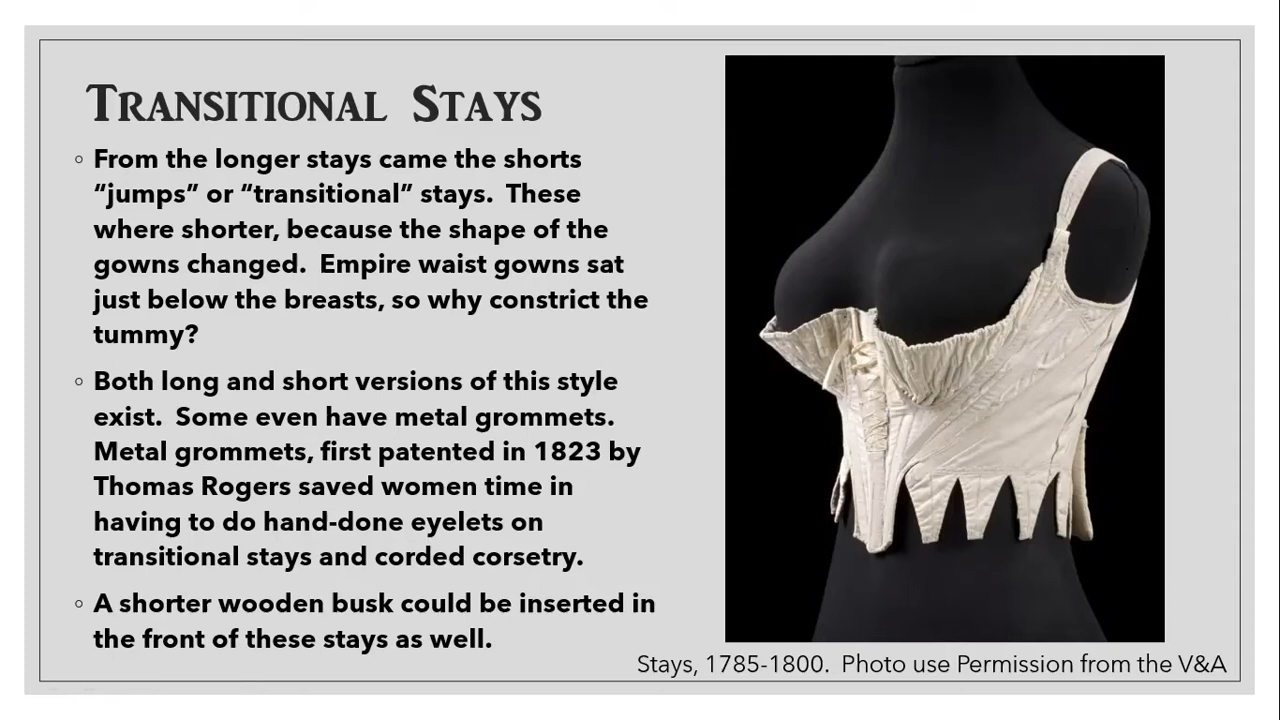 Transitional Stays
◦ From the longer stays came the shorts
“jumps” or “transitional” stays.  These
where shorter, because the shape of the
gowns changed.  Empire waist gowns sat
just below the breasts, so why constrict the
tummy?
◦ Both long and short versions of this style
exist.  Some even have metal grommets.
Metal grommets, first patented in 1823 by
Thomas Rogers saved women time in
having to do hand-done eyelets on
transitional stays and corded corsetry.
◦ A shorter wooden busk could be inserted in
the front of these stays as well.
Stays, 1785-1800.  Photo use Permission from the V&A